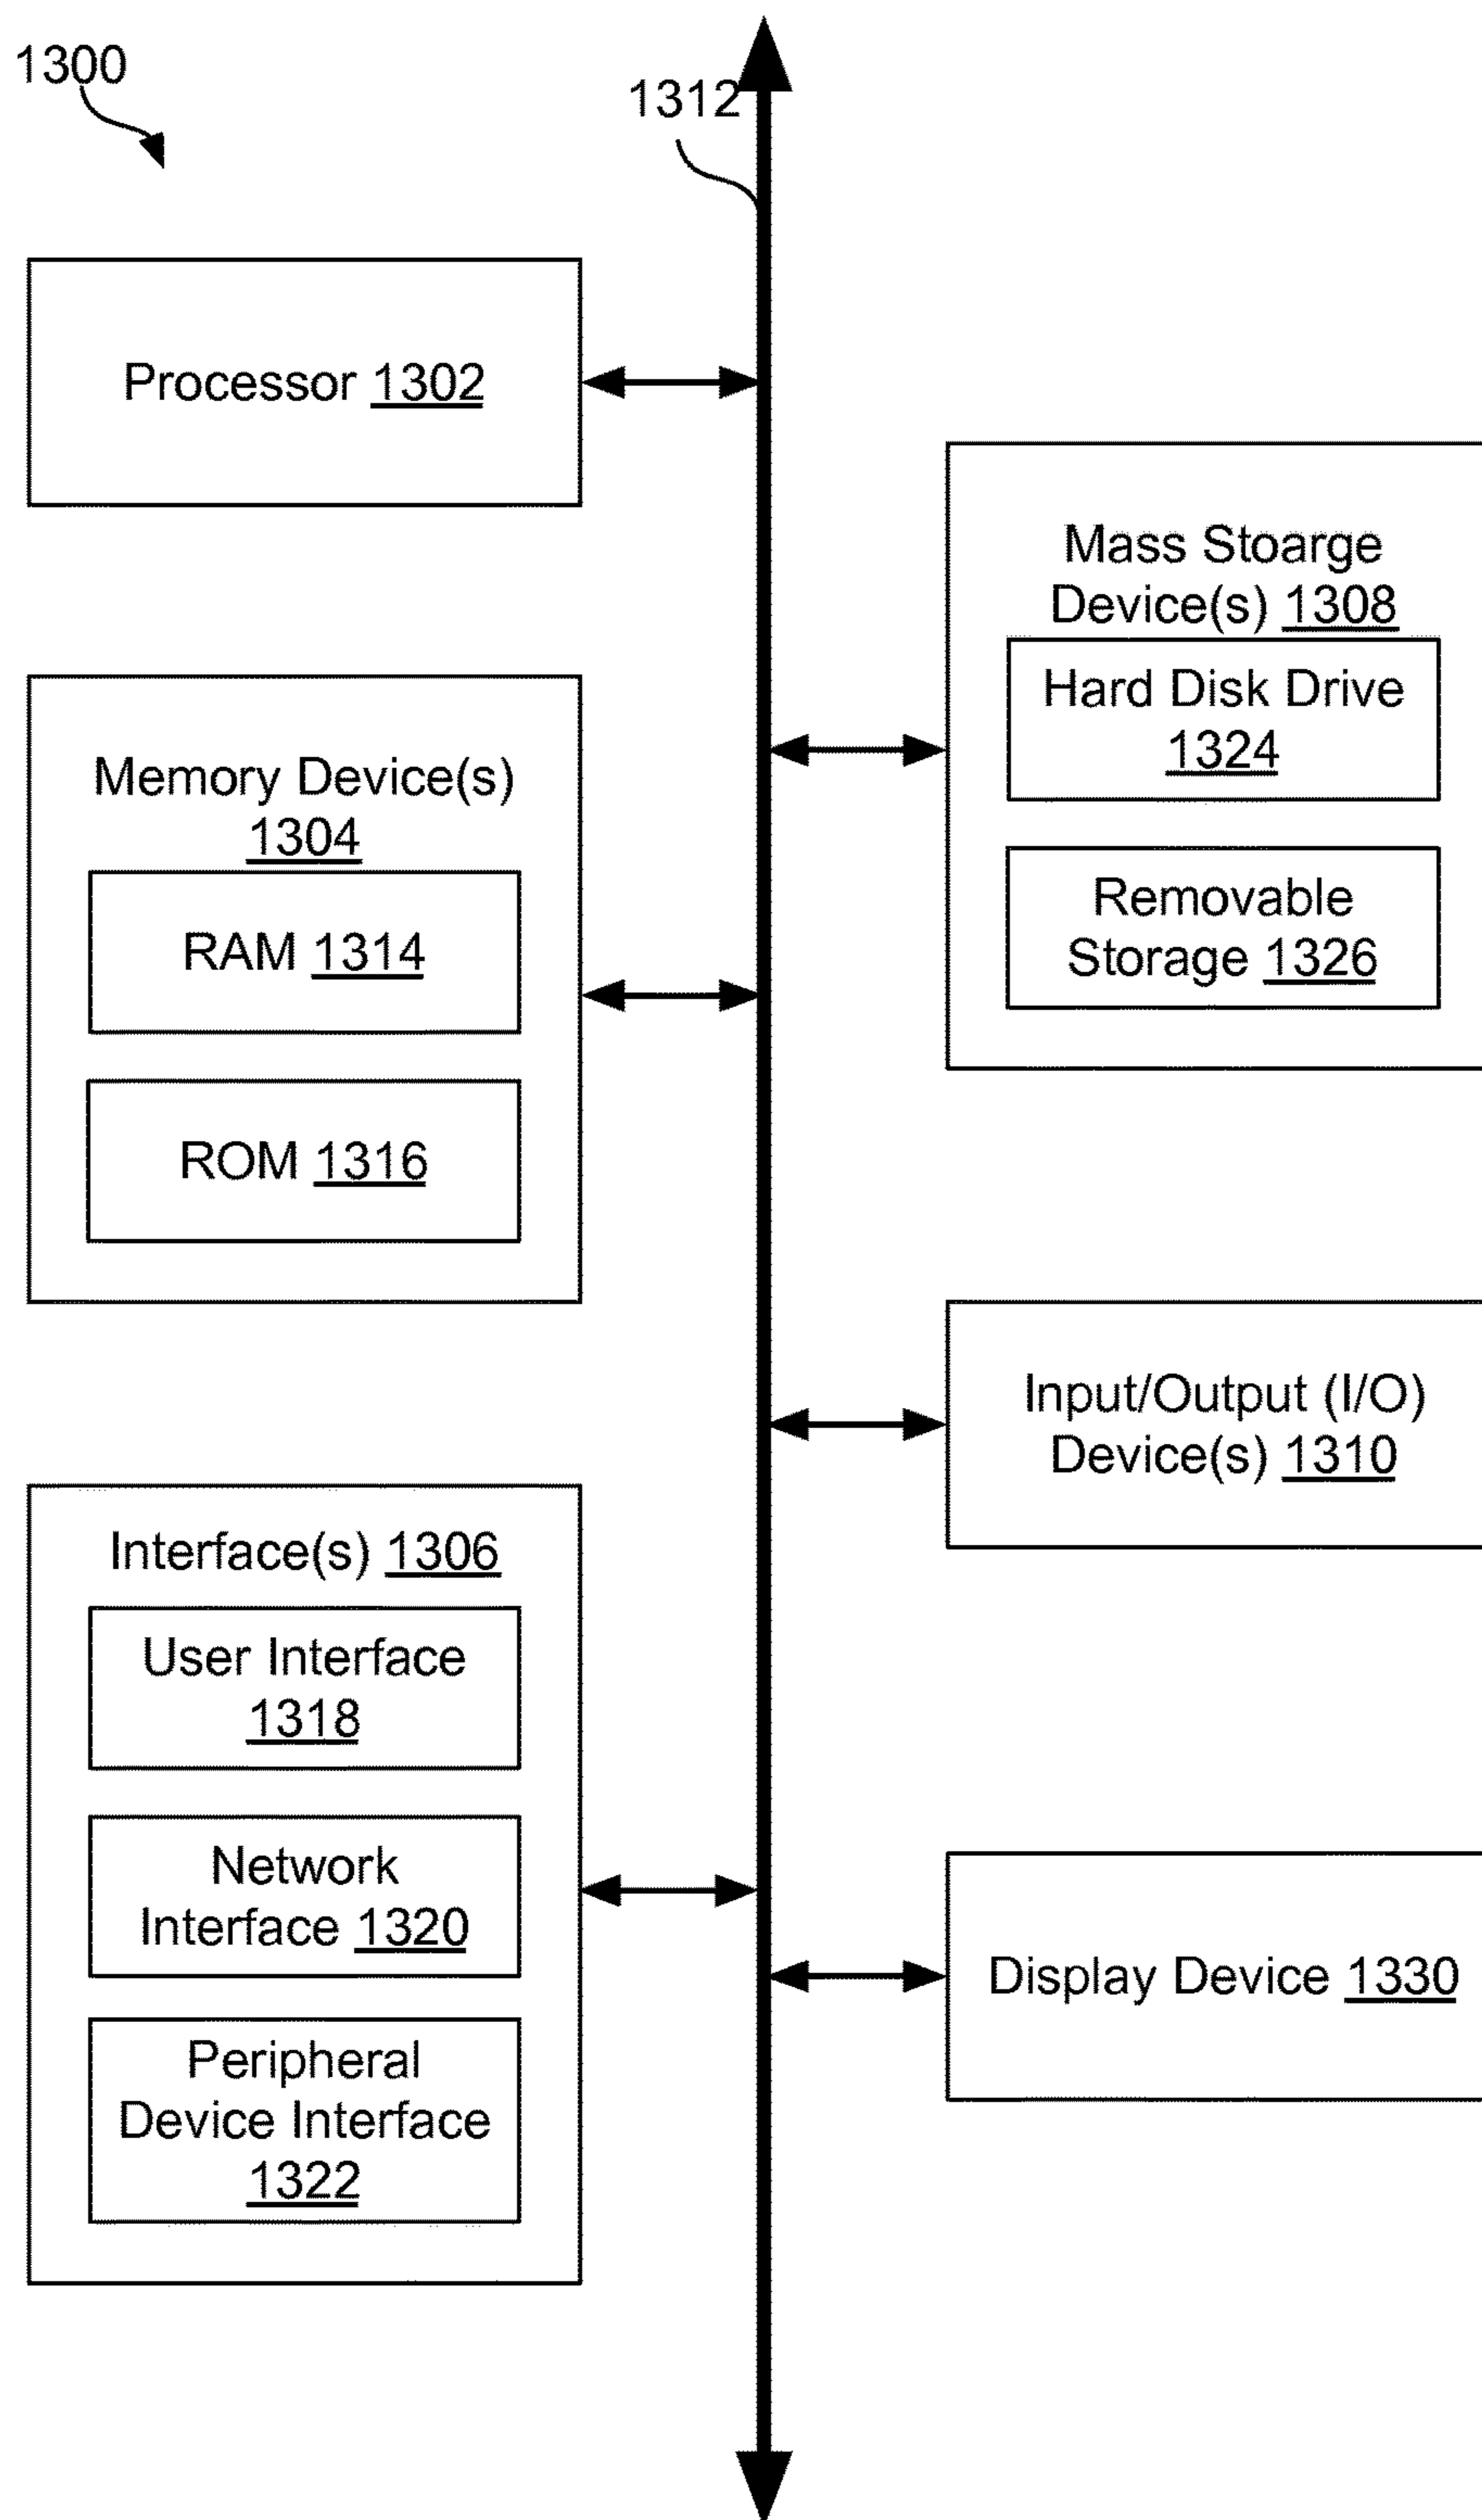 1300
1312
Processor 1302
Memory Device(s)
1304
RAM 1314
ROM 1316
Interface(s) 1306
User Interface
1318
Network
Interface 1320
Peripheral
Device Interface
1322
Mass Stoarge
Device(s) 1308
Hard Disk Drive
1324
Removable
Storage 1326
Input/Output (I/O)
Device(s) 1310
Display Device 1330